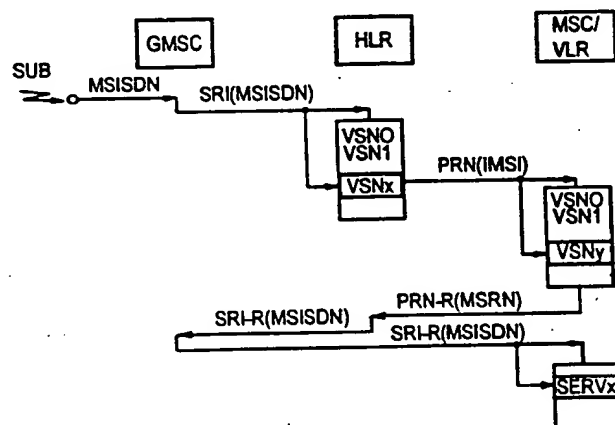 GMSC
HLR
MSC/
VLR
SUB
MSISDN
SRI(MSISDN)
VSNO
VSN1
VSNx
PRN(IMSI)
VSNO
VSN1
VSNy
PRN-R(MSRN)
SRI-R(MSISDN)
SRI-R(MSISDN)
SERVx